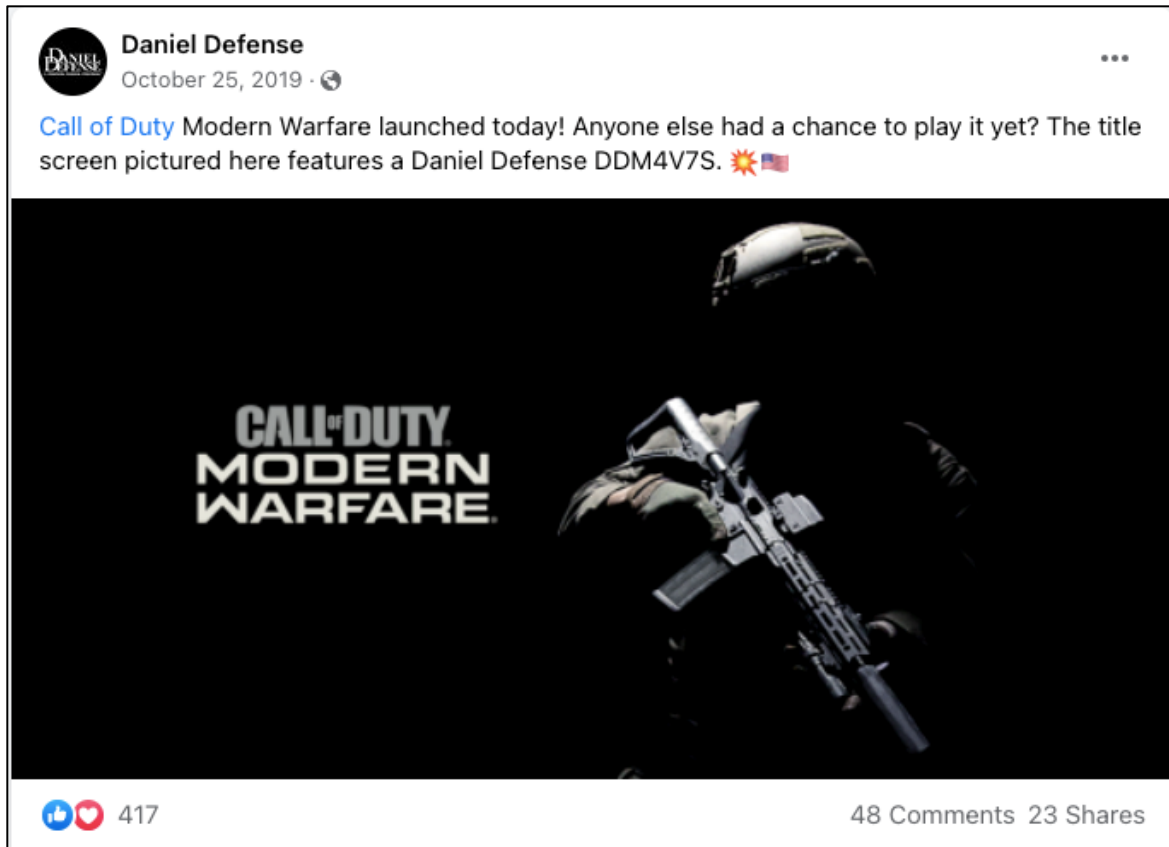 Daniel Defense
October 25, 2019 ·
Call of Duty Modern Warfare launched today! Anyone else had a chance to play it yet? The title
screen pictured here features a Daniel Defense DDM4V7S. 💥🇺🇸
CALL OF DUTY®
MODERN
WARFARE®
417
48 Comments 23 Shares